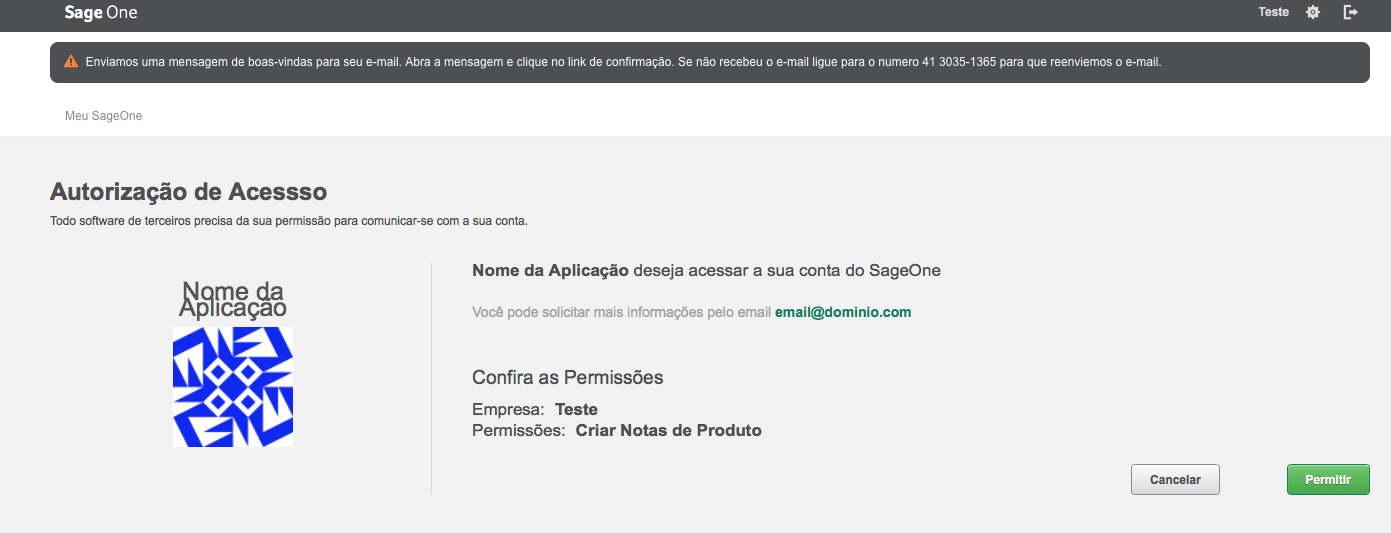 Sage One
Teste
Enviamos uma mensagem de boas-vindas para seu e-mail. Abra a mensagem e clique no link de confirmação. Se não recebeu o e-mail ligue para o numero 41 3035-1365 para que reenviemos o e-mail.
Meu SageOne
Autorização de Acessso
Todo software de terceiros precisa da sua permissão para comunicar-se com a sua conta.
Nome da
Aplicação
Nome da Aplicação deseja acessar a sua conta do SageOne
Você pode solicitar mais informações pelo email email@dominio.com
Confira as Permissões
Empresa: Teste
Permissões: Criar Notas de Produto
Cancelar
Permitir